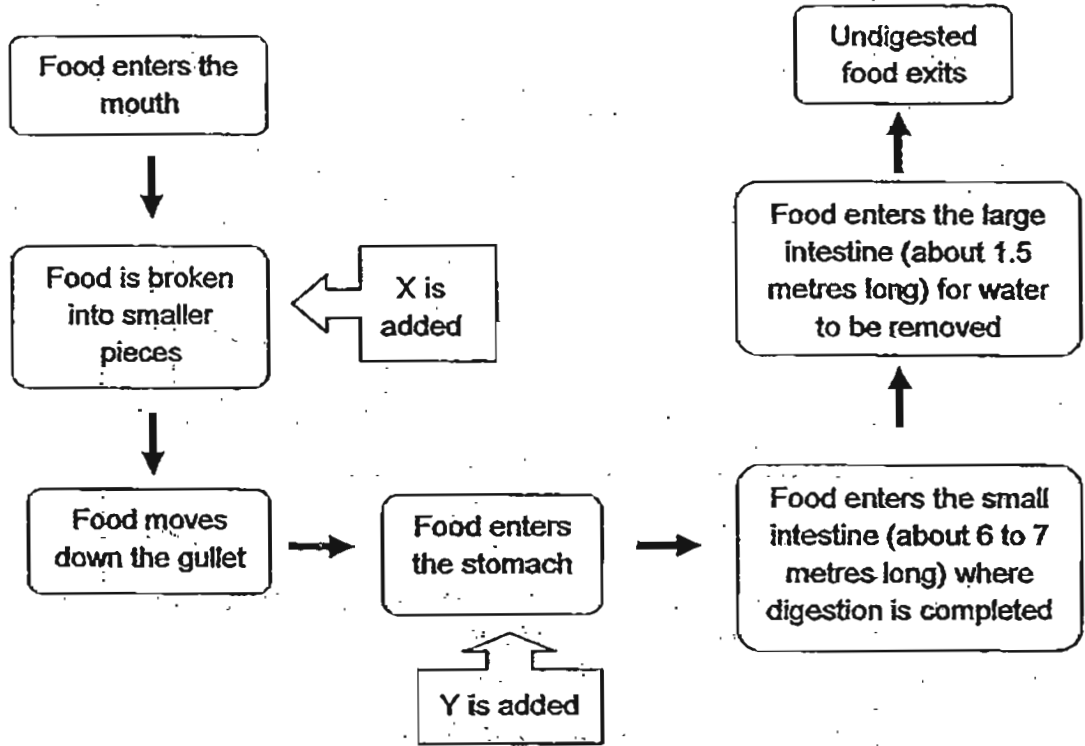 Food enters the
mouth
Food is broken
into smaller
pieces
X is
added
Food moves
down the gullet
Food enters
the stomach
Y is added
Food enters the small
intestine (about 6 to 7
metres long) where
digestion is completed
Food enters the large
intestine (about 1.5
metres long) for water
to be removed
Undigested
food exits